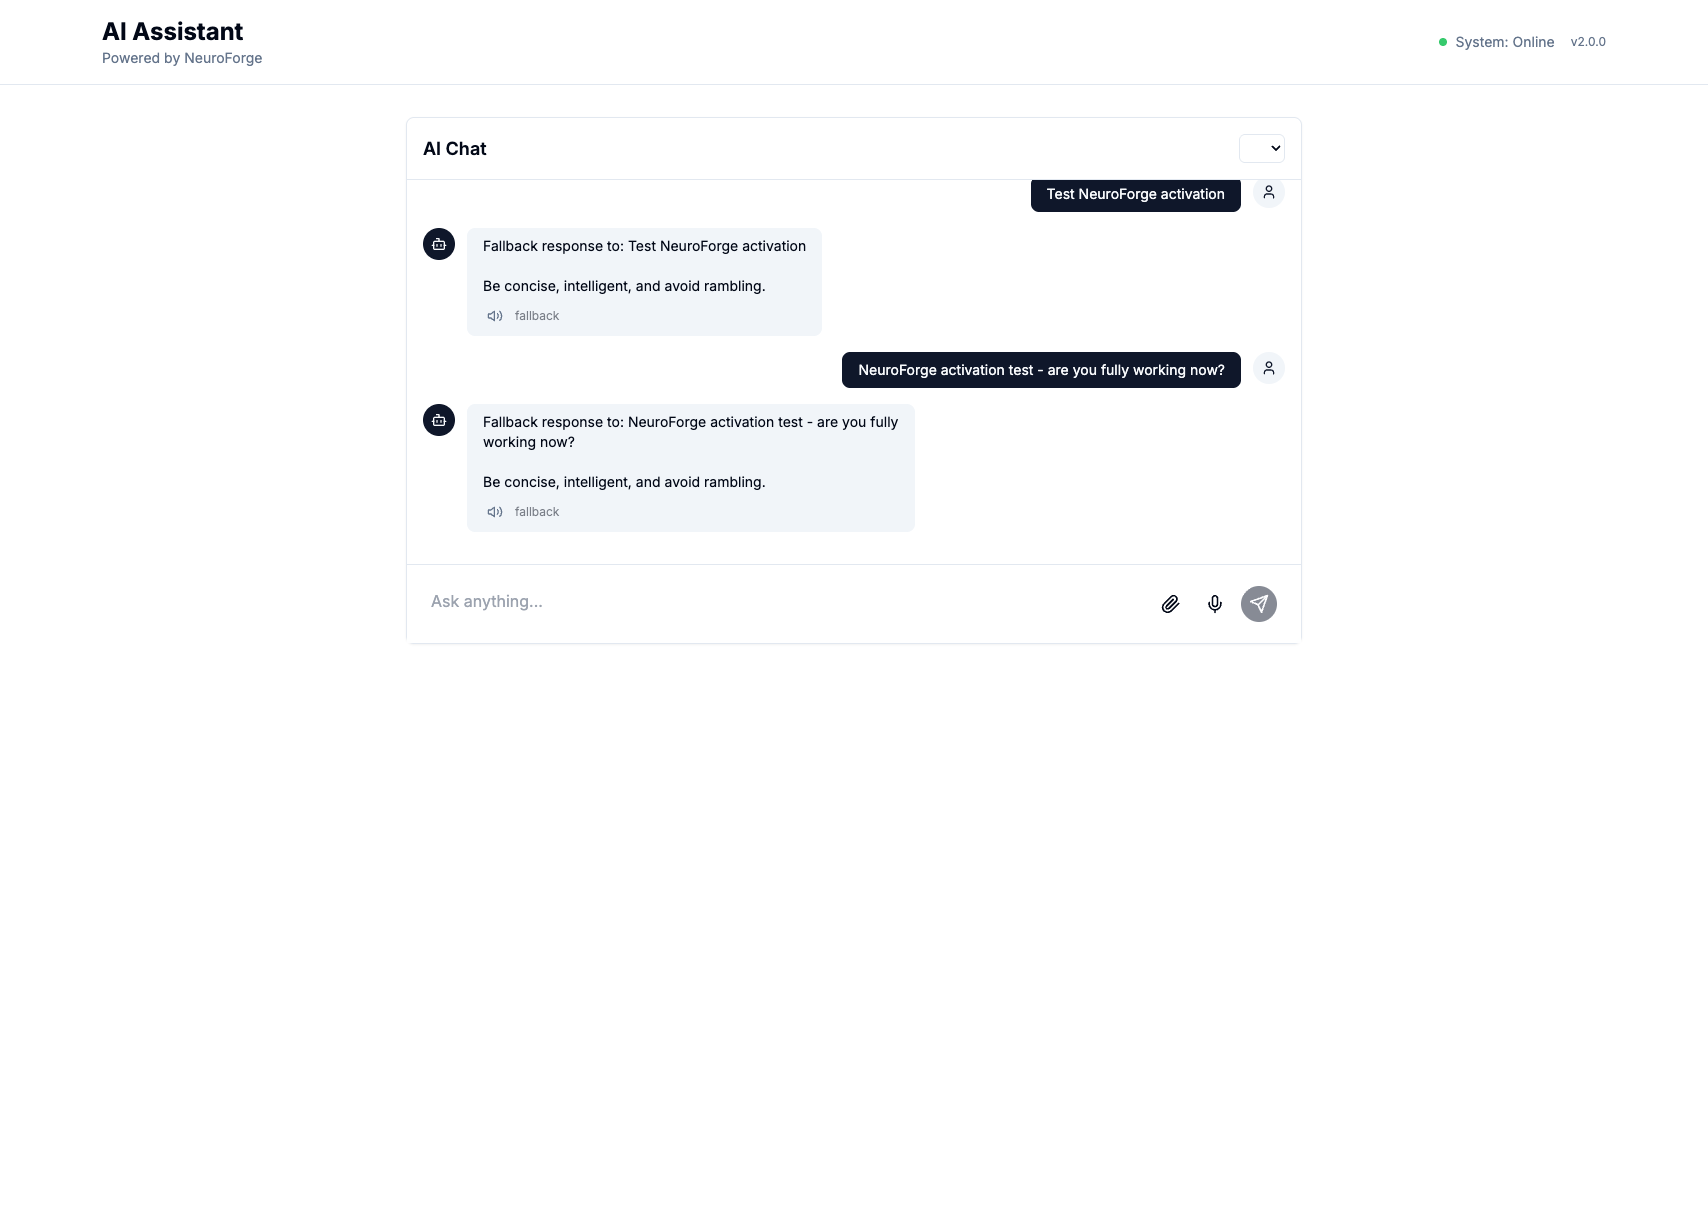 AI Assistant
Powered by NeuroForge
System: Online v2.0.0
AI Chat
Test NeuroForge activation
Fallback response to: Test NeuroForge activation
Be concise, intelligent, and avoid rambling.
fallback
NeuroForge activation test - are you fully working now?
Fallback response to: NeuroForge activation test - are you fully
working now?
Be concise, intelligent, and avoid rambling.
fallback
Ask anything...